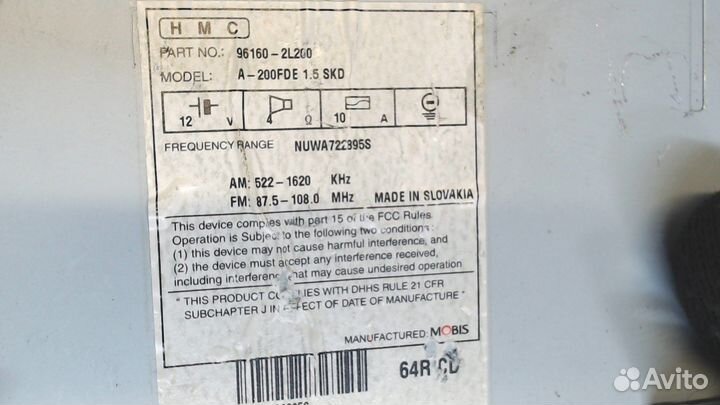 HMC
PART NO.: 96160-2L200
MODEL: A-200FDE 1.5 SKD
12 V 4 Ω 10 A
FREQUENCY RANGE NUWA722895S
AM: 522-1620 KHz
FM: 87.5-108.0 MHz MADE IN SLOVAKIA
This device complies with part 15 of the FCC Rules
Operation is Subject to the following two conditions:
(1) this device may not cause harmful interference, and
(2) the device must accept any interference received,
including interference that may cause undesired operation
" THIS PRODUCT COMPLIES WITH DHHS RULE 21 CFR
SUBCHAPTER J IN EFFECT OF DATE OF MANUFACTURE "
MANUFACTURED: MOBIS
64R CD
Avito